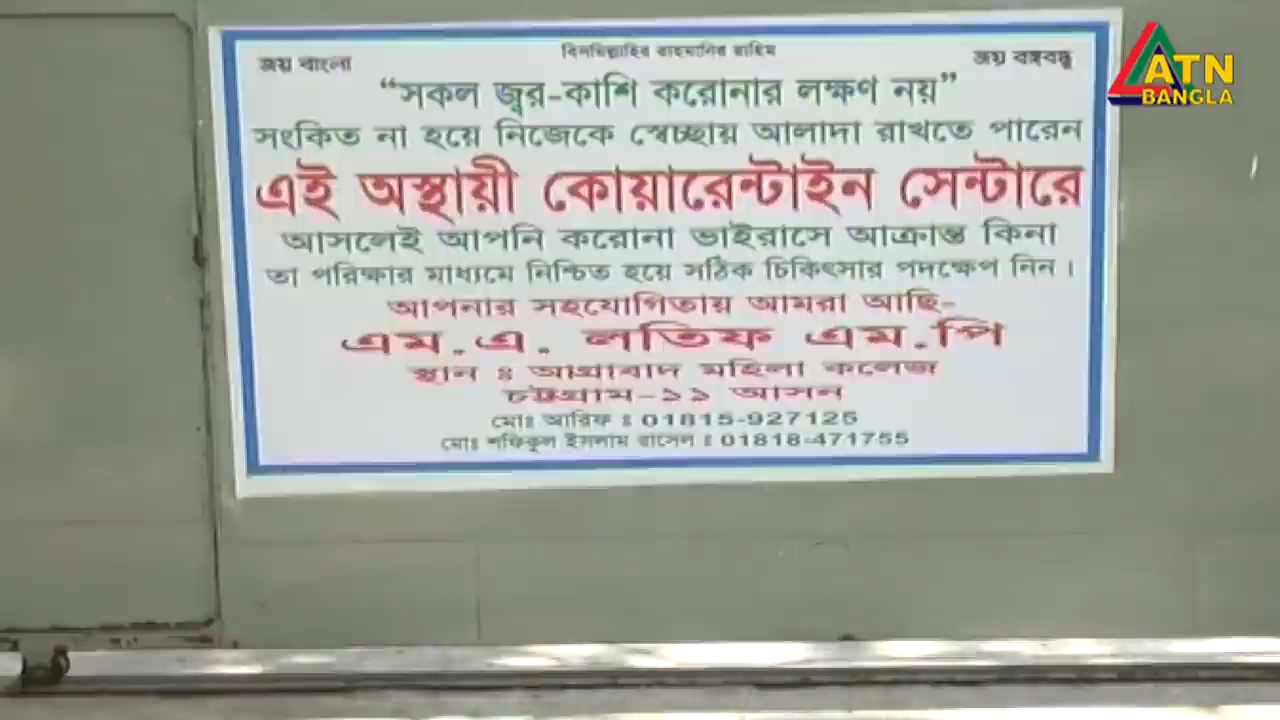 বিসমিল্লাহির রাহমানির রাহিম
জয় বাংলা
জয় বঙ্গবন্ধু
“সকল জ্বর-কাশি করোনার লক্ষণ নয়”
সংকিত না হয়ে নিজেকে স্বেচ্ছায় আলাদা রাখতে পারেন
এই অস্থায়ী কোয়ারেন্টাইন সেন্টারে
আসলেই আপনি করোনা ভাইরাসে আক্রান্ত কিনা
তা পরিক্ষার মাধ্যমে নিশ্চিত হয়ে সঠিক চিকিৎসার পদক্ষেপ নিন।
আপনার সহযোগিতায় আমরা আছি-
এম.এ. লতিফ এম.পি
স্থান ঃ আগ্রাবাদ মহিলা কলেজ
চট্টগ্রাম-১১ আসন
মোঃ আরিফ ঃ 01815-927125
মোঃ শফিকুল ইসলাম রাসেল ঃ 01818-471755
ATN
BANGLA